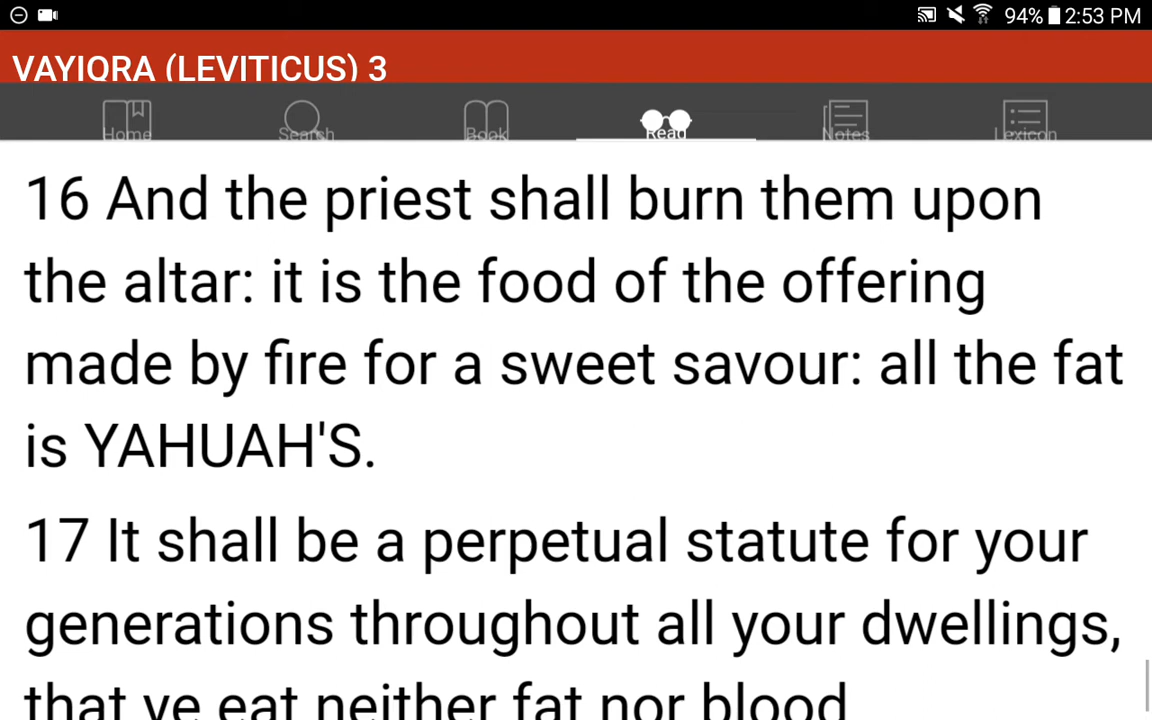 94% 2:53 PM
VAYIQRA (LEVITICUS) 3
Home Search Book Read Notes Lexicon
16 And the priest shall burn them upon
the altar: it is the food of the offering
made by fire for a sweet savour: all the fat
is YAHUAH'S.
17 It shall be a perpetual statute for your
generations throughout all your dwellings,
that ye eat neither fat nor blood